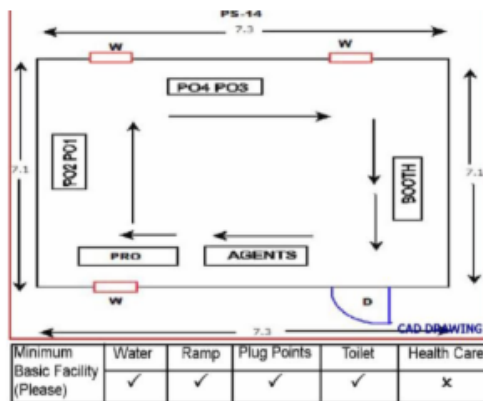 PS-14
7.3
W W
PO4 PO3
7.1
PO2 PO1
BOOTH
7.1
PRO
AGENTS
W
D
CAD DRAWING
7.3
Minimum Basic Facility (Please) Water Ramp Plug Points Toilet Health Care
✓ ✓ ✓ ✓ x